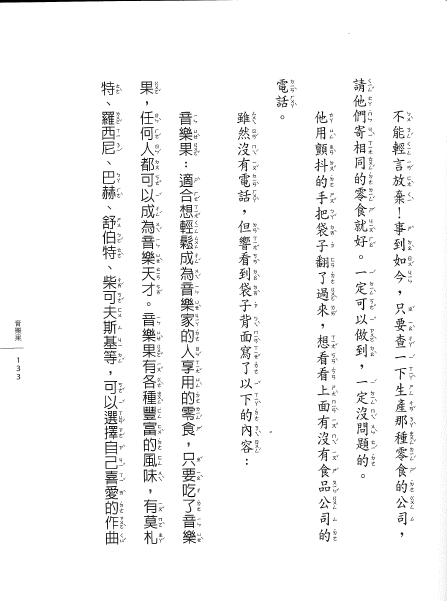 不能輕言放棄！事到如今，只要查一下生產那種零食的公司，
請他們寄相同的零食就好。一定可以做到，一定沒問題的。
他用顫抖的手把袋子翻了過來，想看看上面有沒有食品公司的
電話。
雖然沒有電話，但響看到袋子背面寫了以下的內容：
音樂果：適合想輕鬆成為音樂家的人享用的零食，只要吃了音樂
果，任何人都可以成為音樂天才。音樂果有各種豐富的風味，有莫札
特、羅西尼、巴赫、舒伯特、柴可夫斯基等，可以選擇自己喜愛的作曲
音樂果
133